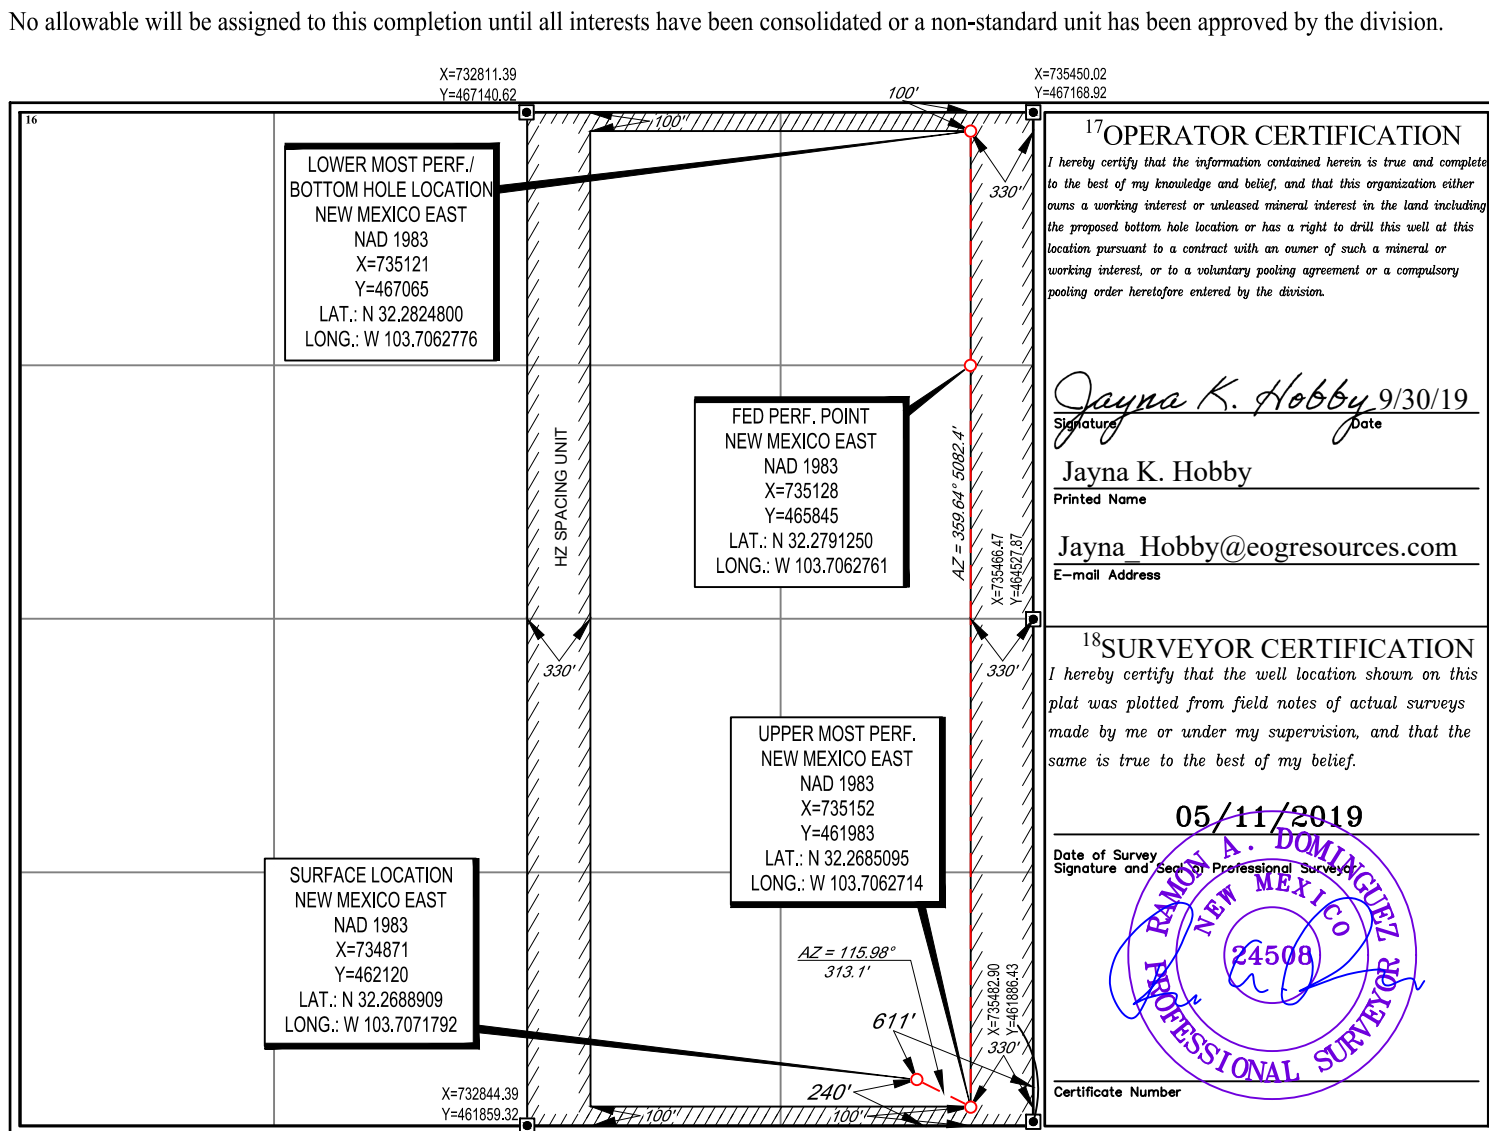 No allowable will be assigned to this completion until all interests have been consolidated or a non-standard unit has been approved by the division.
X=732811.39
Y=467140.62
X=735450.02
Y=467168.92
16
100'
100'
330'
LOWER MOST PERF./
BOTTOM HOLE LOCATION
NEW MEXICO EAST
NAD 1983
X=735121
Y=467065
LAT.: N 32.2824800
LONG.: W 103.7062776
FED PERF. POINT
NEW MEXICO EAST
NAD 1983
X=735128
Y=465845
LAT.: N 32.2791250
LONG.: W 103.7062761
HZ SPACING UNIT
AZ = 359.64° 5082.4'
X=735466.47
Y=464527.87
330'
330'
UPPER MOST PERF.
NEW MEXICO EAST
NAD 1983
X=735152
Y=461983
LAT.: N 32.2685095
LONG.: W 103.7062714
SURFACE LOCATION
NEW MEXICO EAST
NAD 1983
X=734871
Y=462120
LAT.: N 32.2688909
LONG.: W 103.7071792
AZ = 115.98°
313.1'
X=735482.90
Y=461886.43
611'
330'
240'
X=732844.39
Y=461859.32
100'
100'
17OPERATOR CERTIFICATION
I hereby certify that the information contained herein is true and complete
to the best of my knowledge and belief, and that this organization either
owns a working interest or unleased mineral interest in the land including
the proposed bottom hole location or has a right to drill this well at this
location pursuant to a contract with an owner of such a mineral or
working interest, or to a voluntary pooling agreement or a compulsory
pooling order heretofore entered by the division.
Jayna K. Hobby 9/30/19
Signature Date
Jayna K. Hobby
Printed Name
Jayna_Hobby@eogresources.com
E-mail Address
18SURVEYOR CERTIFICATION
I hereby certify that the well location shown on this
plat was plotted from field notes of actual surveys
made by me or under my supervision, and that the
same is true to the best of my belief.
05/11/2019
Date of Survey
Signature and Seal of Professional Surveyor
RAMON A. DOMINGUEZ
NEW MEXICO
24508
PROFESSIONAL SURVEYOR
Certificate Number